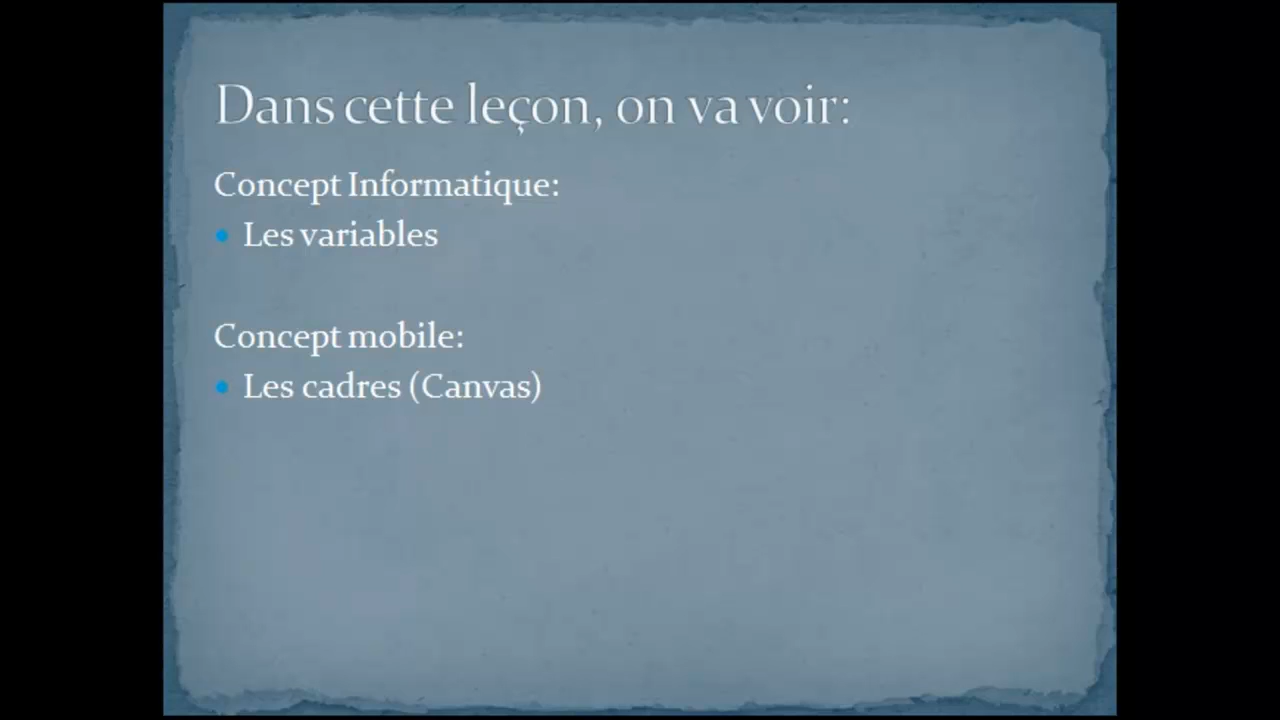 Dans cette leçon, on va voir:
Concept Informatique:
• Les variables
Concept mobile:
• Les cadres (Canvas)